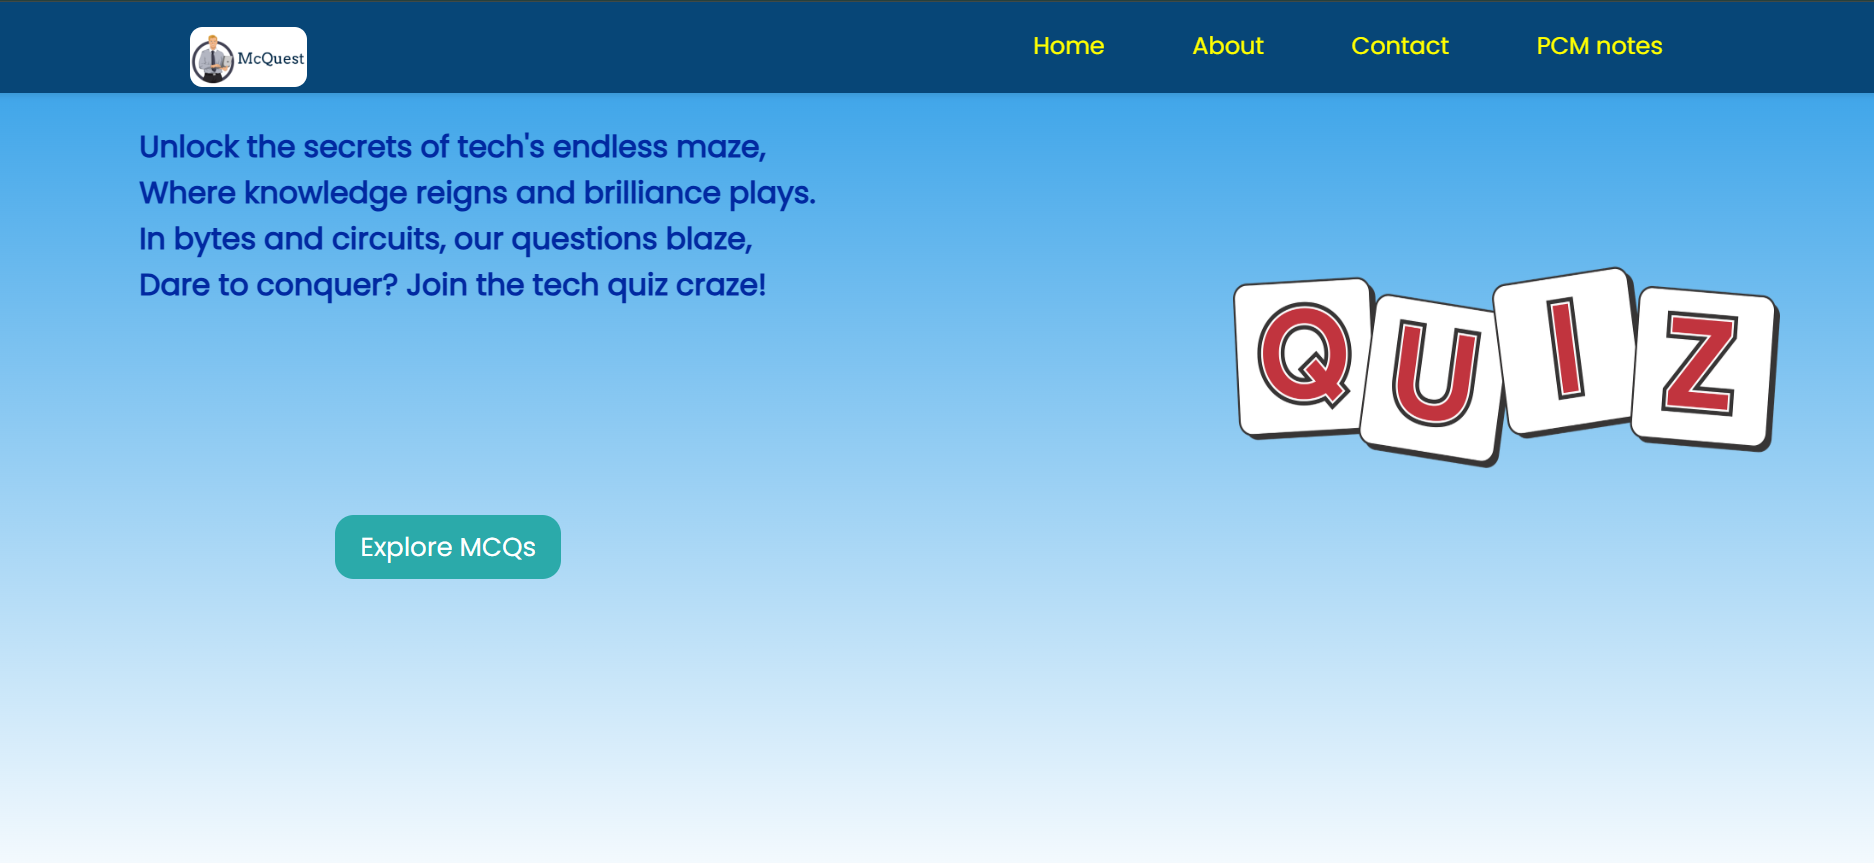 McQuest
Home About Contact PCM notes
Unlock the secrets of tech's endless maze,
Where knowledge reigns and brilliance plays.
In bytes and circuits, our questions blaze,
Dare to conquer? Join the tech quiz craze!
QUIZ
Explore MCQs